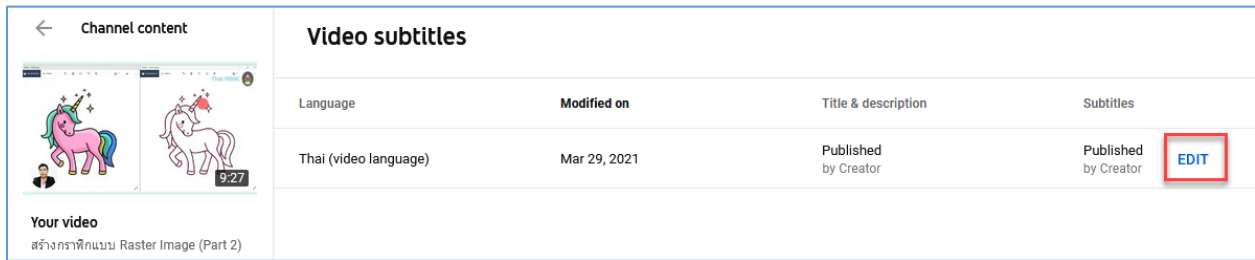 Channel content
Thai MOOC
9:27
Your video
สร้างกราฟิกแบบ Raster Image (Part 2)
Video subtitles
Language Modified on Title & description Subtitles
Thai (video language) Mar 29, 2021 Published Published EDIT
by Creator by Creator